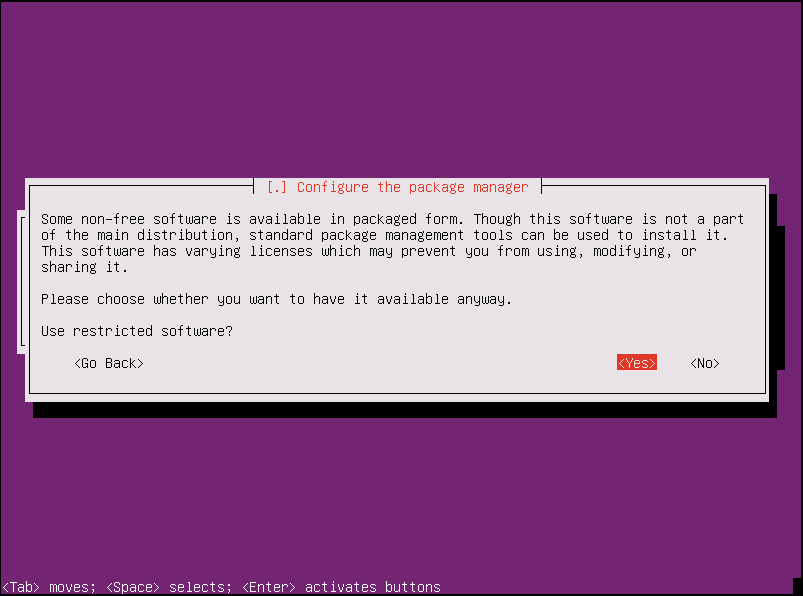 [.] Configure the package manager
Some non-free software is available in packaged form. Though this software is not a part
of the main distribution, standard package management tools can be used to install it.
This software has varying licenses which may prevent you from using, modifying, or
sharing it.
Please choose whether you want to have it available anyway.
Use restricted software?
<Go Back> <Yes> <No>
<Tab> moves; <Space> selects; <Enter> activates buttons